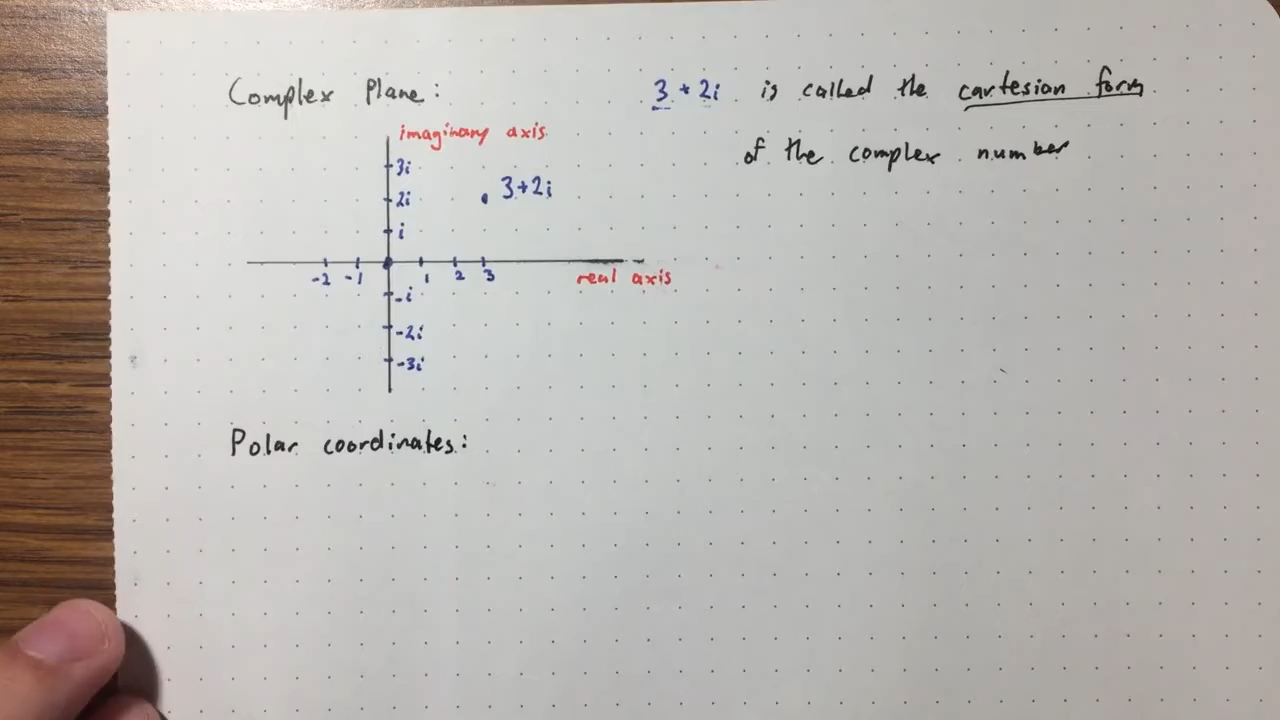 Complex Plane:
3 + 2i is called the cartesian form
of the complex number
imaginary axis
3i
2i
3+2i
i
-2 -1 1 2 3
real axis
-i
-2i
-3i
Polar coordinates: